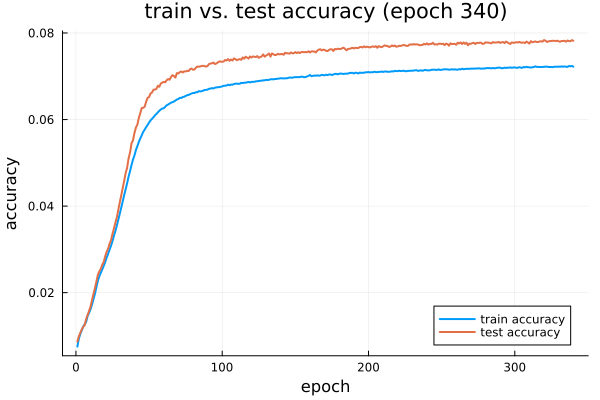 train vs. test accuracy (epoch 340)
0.08
0.06
0.04
0.02
accuracy
train accuracy
test accuracy
0
100
200
300
epoch